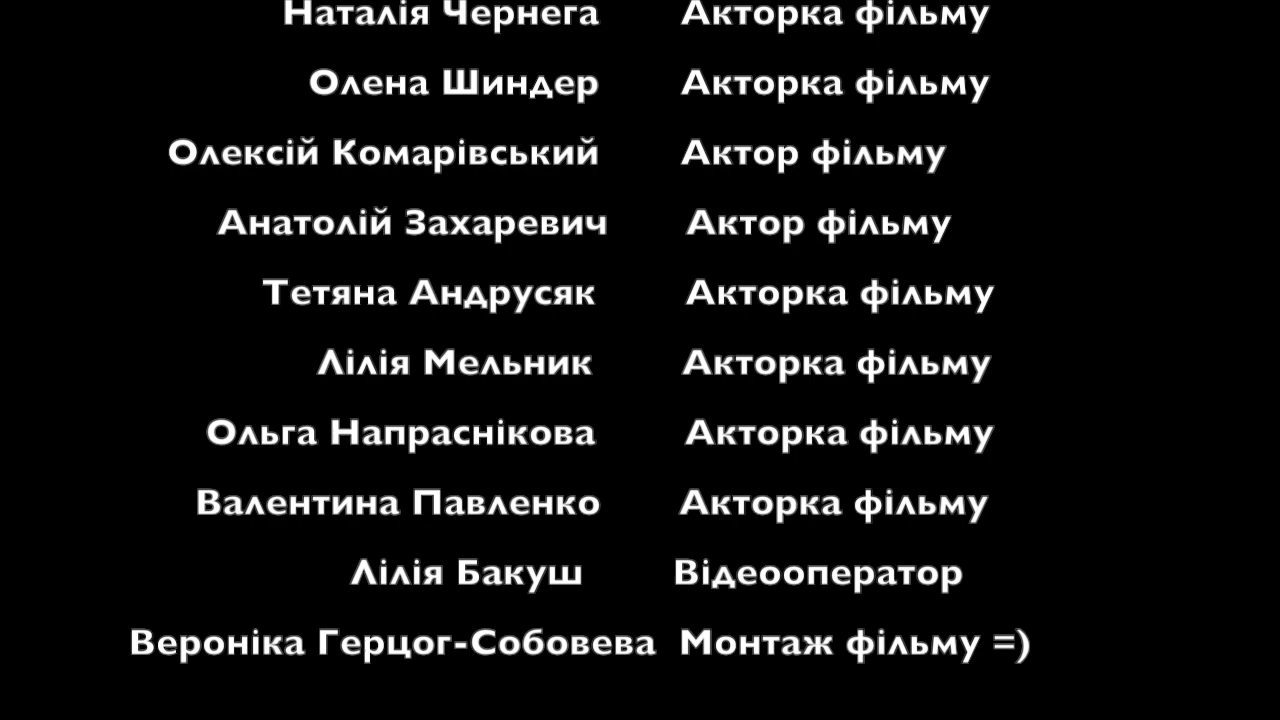 Наталія Чернега Акторка фільму
Олена Шиндер Акторка фільму
Олексій Комарівський Актор фільму
Анатолій Захаревич Актор фільму
Тетяна Андрусяк Акторка фільму
Лілія Мельник Акторка фільму
Ольга Напраснікова Акторка фільму
Валентина Павленко Акторка фільму
Лілія Бакуш Відеооператор
Вероніка Герцог-Собовева Монтаж фільму =)